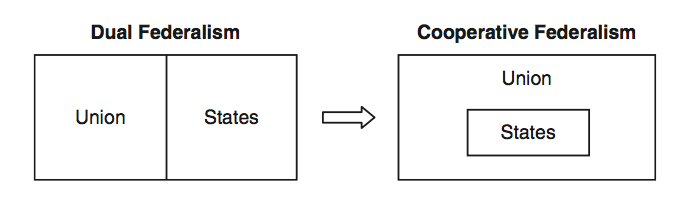 Dual Federalism
Cooperative Federalism
Union
States
Union
States